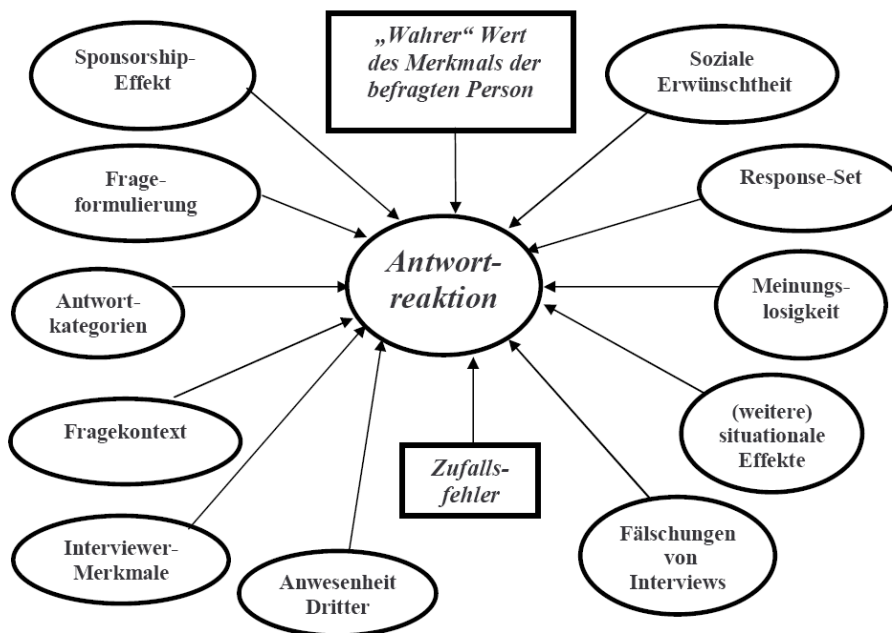 Sponsorship-
Effekt
„Wahrer“ Wert
des Merkmals der
befragten Person
Soziale
Erwünschtheit
Frage-
formulierung
Response-Set
Antwort-
reaktion
Antwort-
kategorien
Meinungs-
losigkeit
Fragekontext
(weitere)
situationale
Effekte
Zufalls-
fehler
Interviewer-
Merkmale
Anwesenheit
Dritter
Fälschungen
von
Interviews